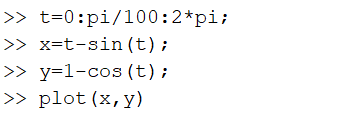 >> t=0:pi/100:2*pi;
>> x=t-sin(t);
>> y=1-cos(t);
>> plot(x,y)